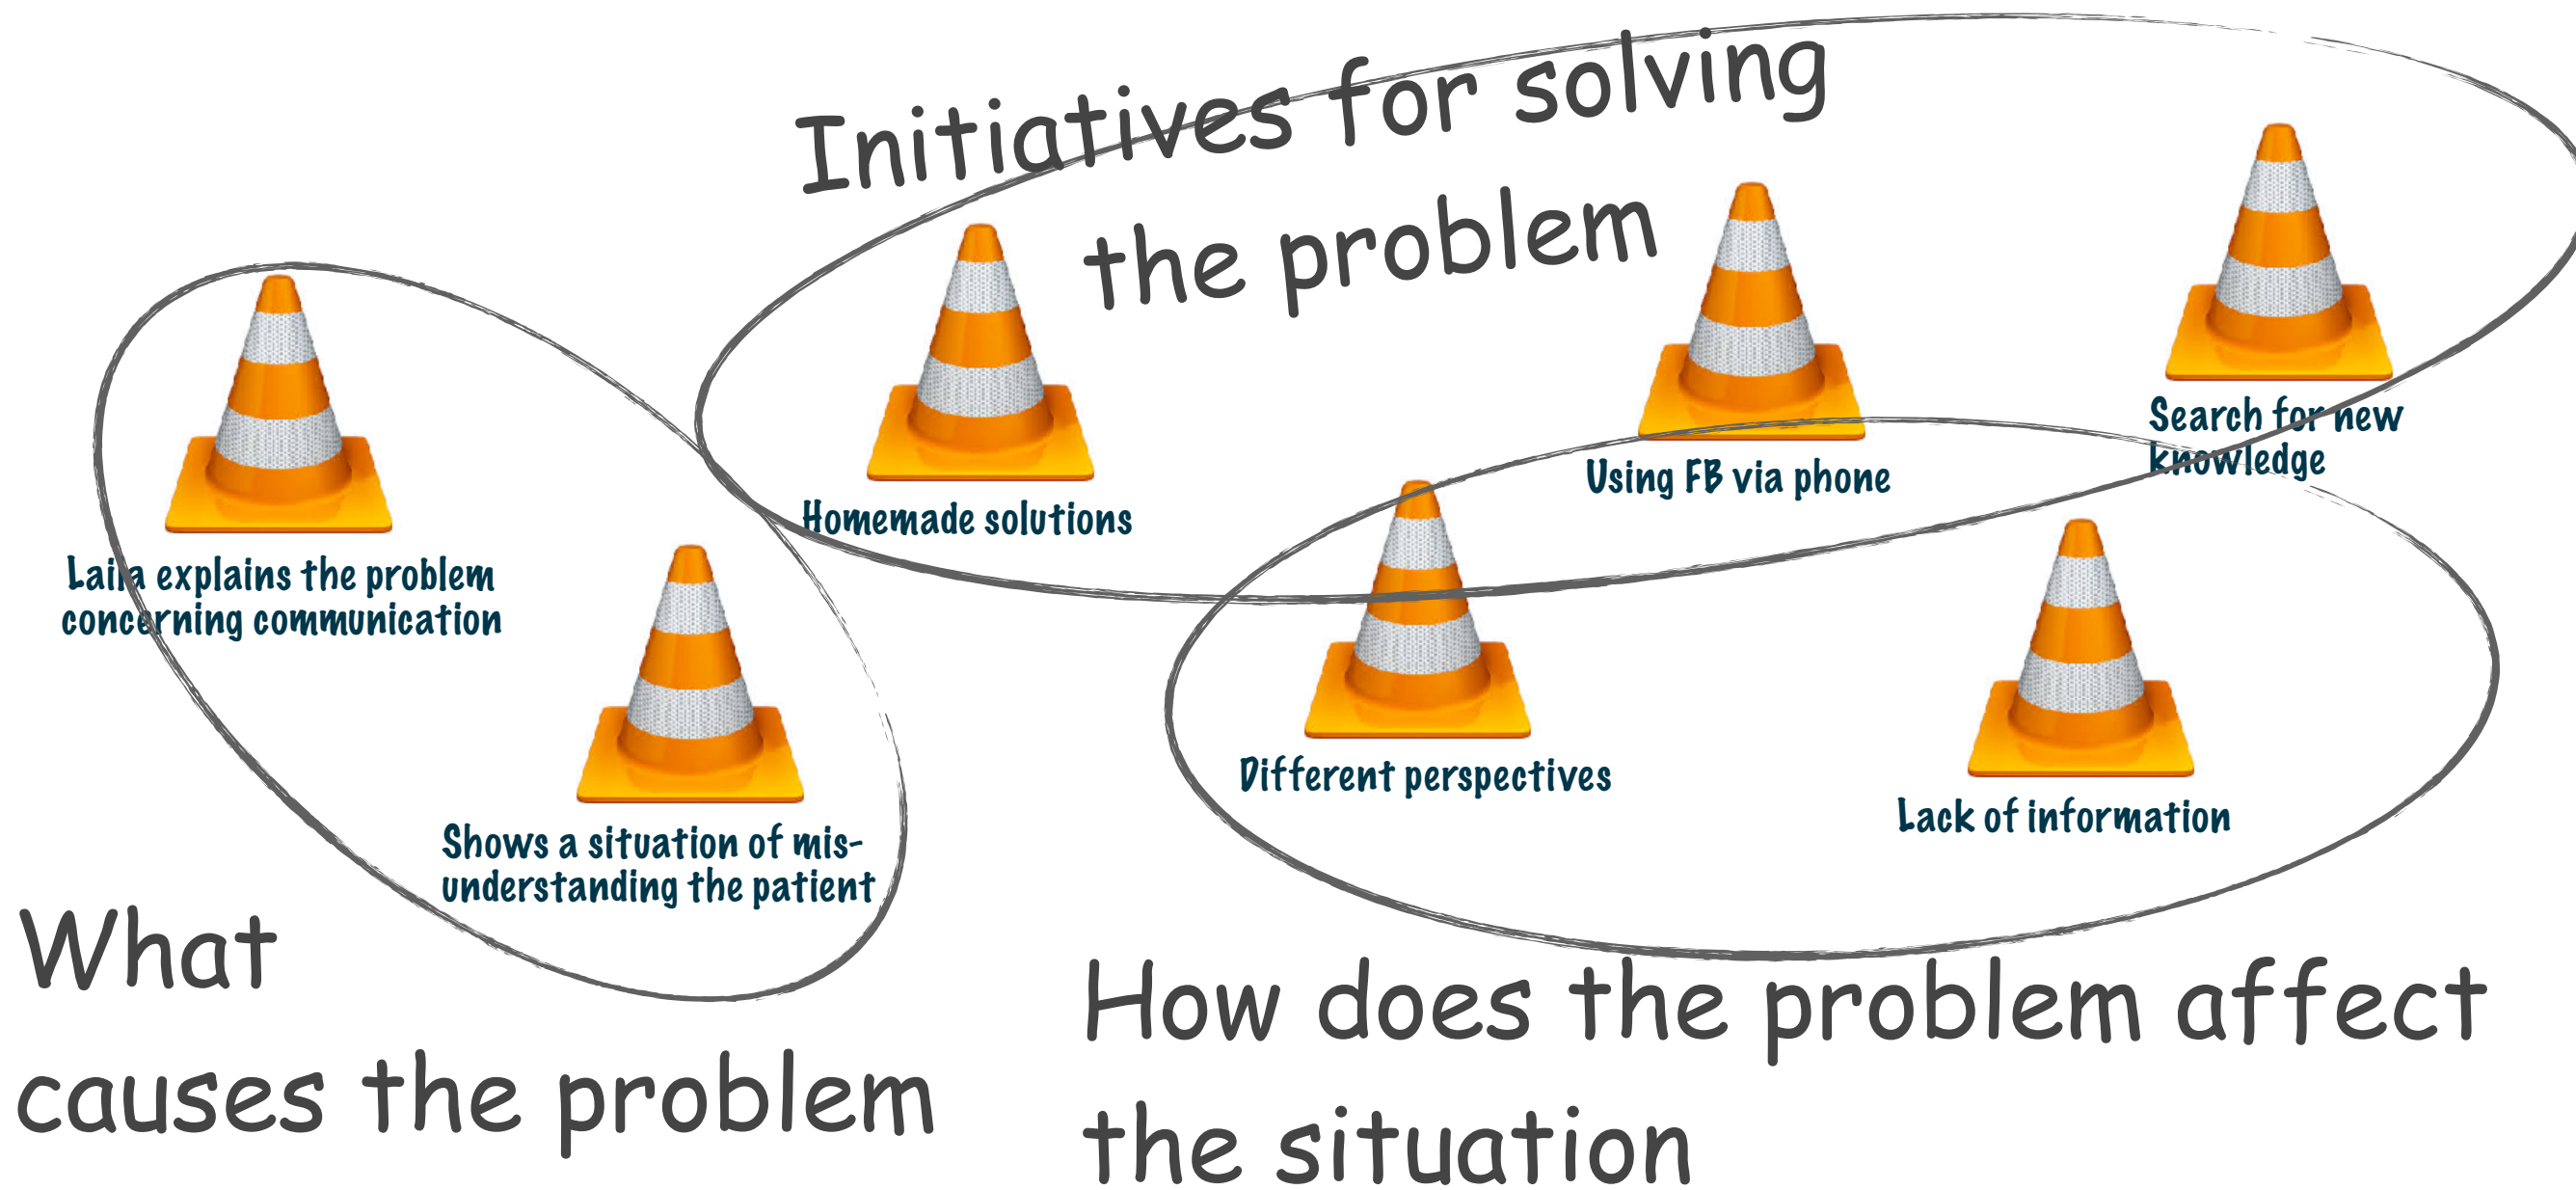 Initiatives for solving
the problem
Search for new
knowledge
Using FB via phone
Homemade solutions
Laila explains the problem
concerning communication
Different perspectives
Lack of information
Shows a situation of mis-
understanding the patient
What
causes the problem
How does the problem affect
the situation